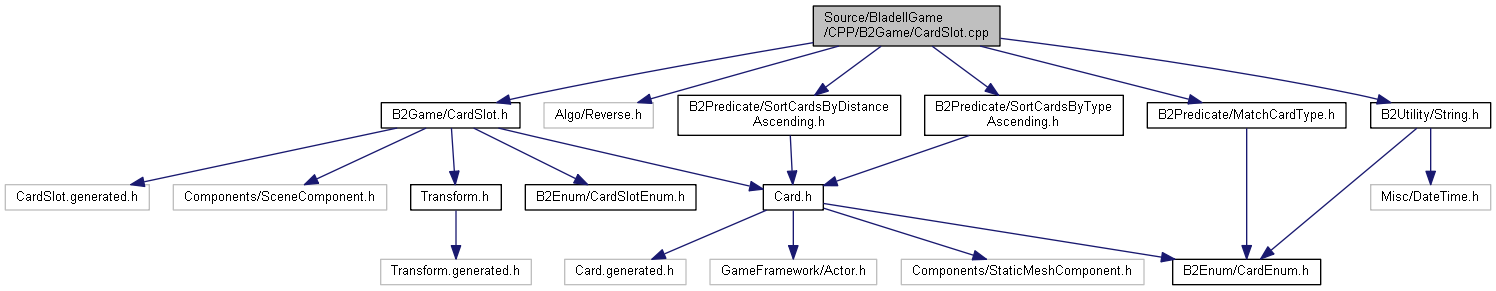 Source/BladeIIGame
/CPP/B2Game/CardSlot.cpp
B2Game/CardSlot.h
Algo/Reverse.h
B2Predicate/SortCardsByDistance
Ascending.h
B2Predicate/SortCardsByType
Ascending.h
B2Predicate/MatchCardType.h
B2Utility/String.h
CardSlot.generated.h
Components/SceneComponent.h
Transform.h
B2Enum/CardSlotEnum.h
Card.h
Misc/DateTime.h
Transform.generated.h
Card.generated.h
GameFramework/Actor.h
Components/StaticMeshComponent.h
B2Enum/CardEnum.h